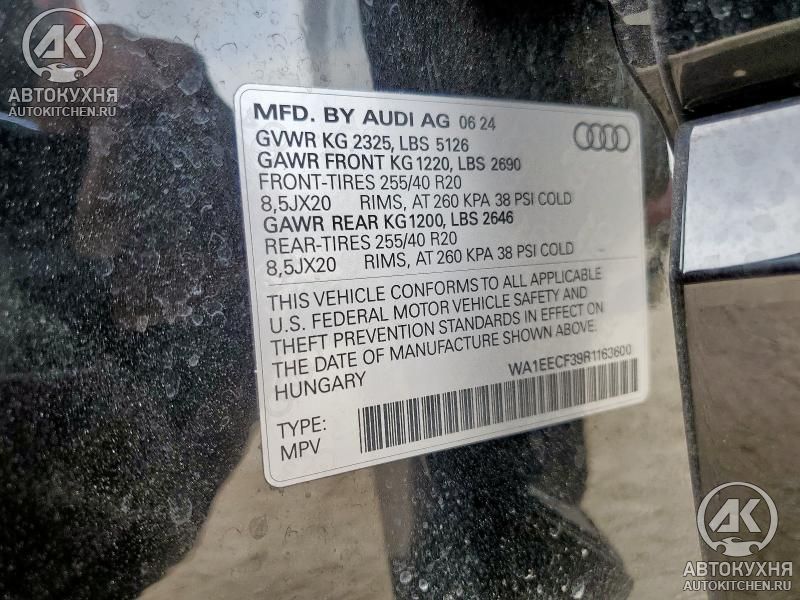 AK
АВТОКУХНЯ
AUTOKITCHEN.RU
MFD. BY AUDI AG 06 24
GVWR KG 2325, LBS 5126
GAWR FRONT KG 1220, LBS 2690
FRONT-TIRES 255/40 R20
8,5JX20 RIMS, AT 260 KPA 38 PSI COLD
GAWR REAR KG1200, LBS 2646
REAR-TIRES 255/40 R20
8,5JX20 RIMS, AT 260 KPA 38 PSI COLD
THIS VEHICLE CONFORMS TO ALL APPLICABLE
U.S. FEDERAL MOTOR VEHICLE SAFETY AND
THEFT PREVENTION STANDARDS IN EFFECT ON
THE DATE OF MANUFACTURE SHOWN ABOVE.
HUNGARY
WA1EECF39R1163600
TYPE:
MPV
AK
АВТОКУХНЯ
AUTOKITCHEN.RU